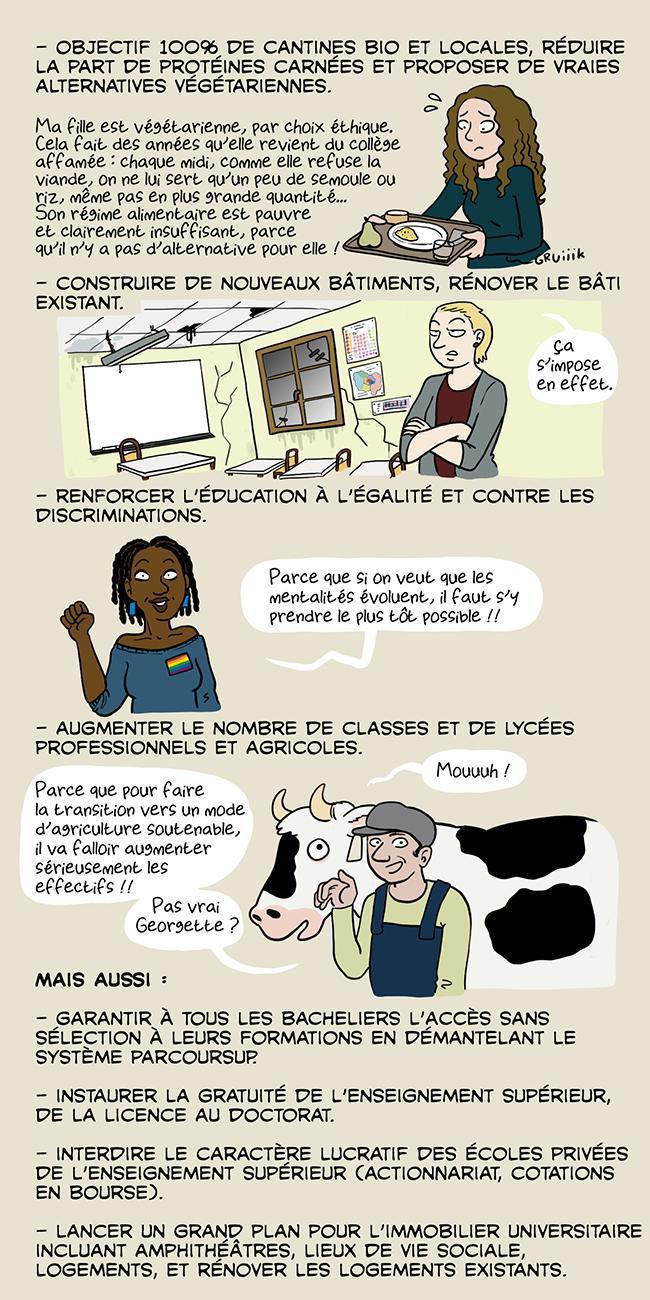 - OBJECTIF 100% DE CANTINES BIO ET LOCALES, RÉDUIRE
LA PART DE PROTÉINES CARNÉES ET PROPOSER DE VRAIES
ALTERNATIVES VÉGÉTARIENNES.
Ma fille est végétarienne, par choix éthique.
Cela fait des années qu'elle revient du collège
affamée : chaque midi, comme elle refuse la
viande, on ne lui sert qu'un peu de semoule ou
riz, même pas en plus grande quantité...
Son régime alimentaire est pauvre
et clairement insuffisant, parce
qu'il n'y a pas d'alternative pour elle !
GRuiiik
- CONSTRUIRE DE NOUVEAUX BÂTIMENTS, RÉNOVER LE BÂTI
EXISTANT.
Ça
s'impose
en effet.
- RENFORCER L'ÉDUCATION À L'ÉGALITÉ ET CONTRE LES
DISCRIMINATIONS.
Parce que si on veut que les
mentalités évoluent, il faut s'y
prendre le plus tôt possible !!
- AUGMENTER LE NOMBRE DE CLASSES ET DE LYCÉES
PROFESSIONNELS ET AGRICOLES.
Mouuuh !
Parce que pour faire
la transition vers un mode
d'agriculture soutenable,
il va falloir augmenter
sérieusement les
effectifs !!
Pas vrai
Georgette ?
MAIS AUSSI :
- GARANTIR À TOUS LES BACHELIERS L'ACCÈS SANS
SÉLECTION À LEURS FORMATIONS EN DÉMANTELANT LE
SYSTÈME PARCOURSUP.
- INSTAURER LA GRATUITÉ DE L'ENSEIGNEMENT SUPÉRIEUR,
DE LA LICENCE AU DOCTORAT.
- INTERDIRE LE CARACTÈRE LUCRATIF DES ÉCOLES PRIVÉES
DE L'ENSEIGNEMENT SUPÉRIEUR (ACTIONNARIAT, COTATIONS
EN BOURSE).
- LANCER UN GRAND PLAN POUR L'IMMOBILIER UNIVERSITAIRE
INCLUANT AMPHITHÉÂTRES, LIEUX DE VIE SOCIALE,
LOGEMENTS, ET RÉNOVER LES LOGEMENTS EXISTANTS.